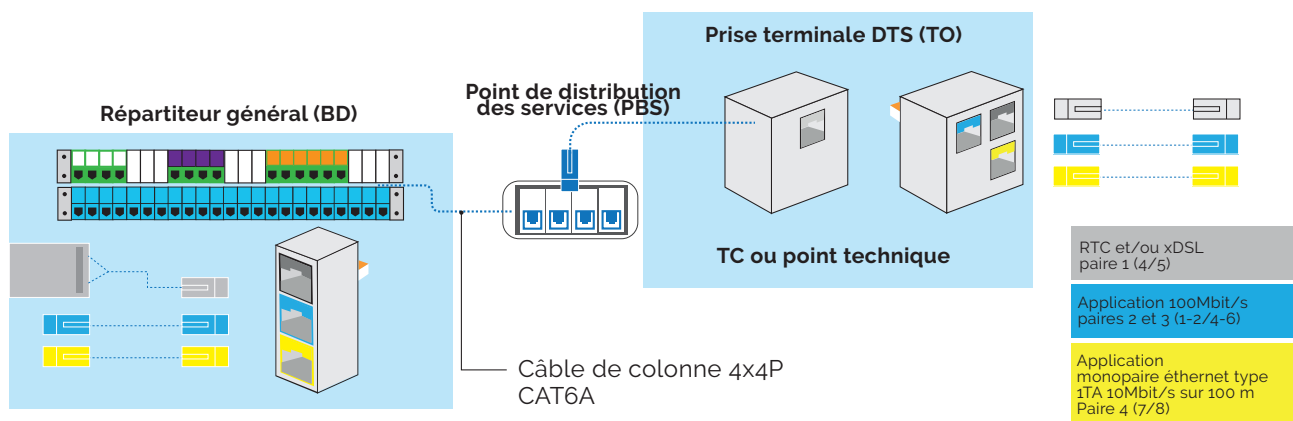 Prise terminale DTS (TO)
Point de distribution
des services (PBS)
Répartiteur général (BD)
TC ou point technique
RTC et/ou xDSL
paire 1 (4/5)
Application 100Mbit/s
paires 2 et 3 (1-2/4-6)
Application
monopaire éthernet type
1TA 10Mbit/s sur 100 m
Paire 4 (7/8)
Câble de colonne 4x4P
CAT6A